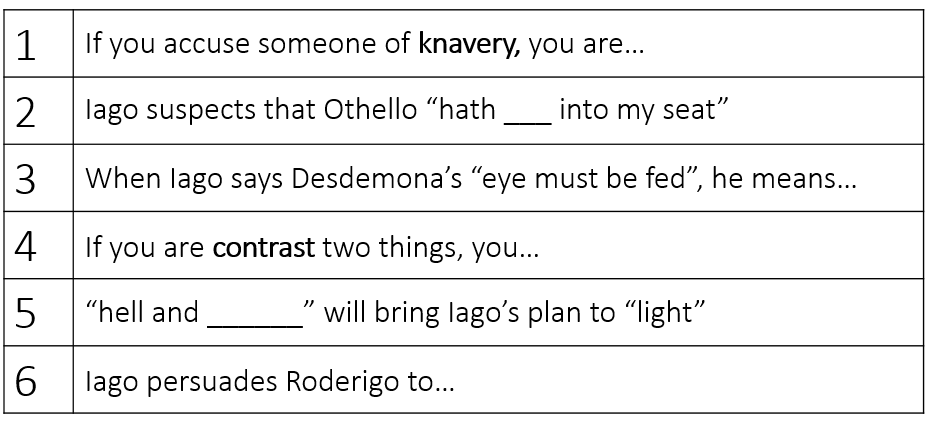 1 If you accuse someone of knavery, you are...
2 Iago suspects that Othello “hath ___ into my seat”
3 When Iago says Desdemona’s “eye must be fed”, he means...
4 If you are contrast two things, you...
5 “hell and ______” will bring Iago’s plan to “light”
6 Iago persuades Roderigo to...